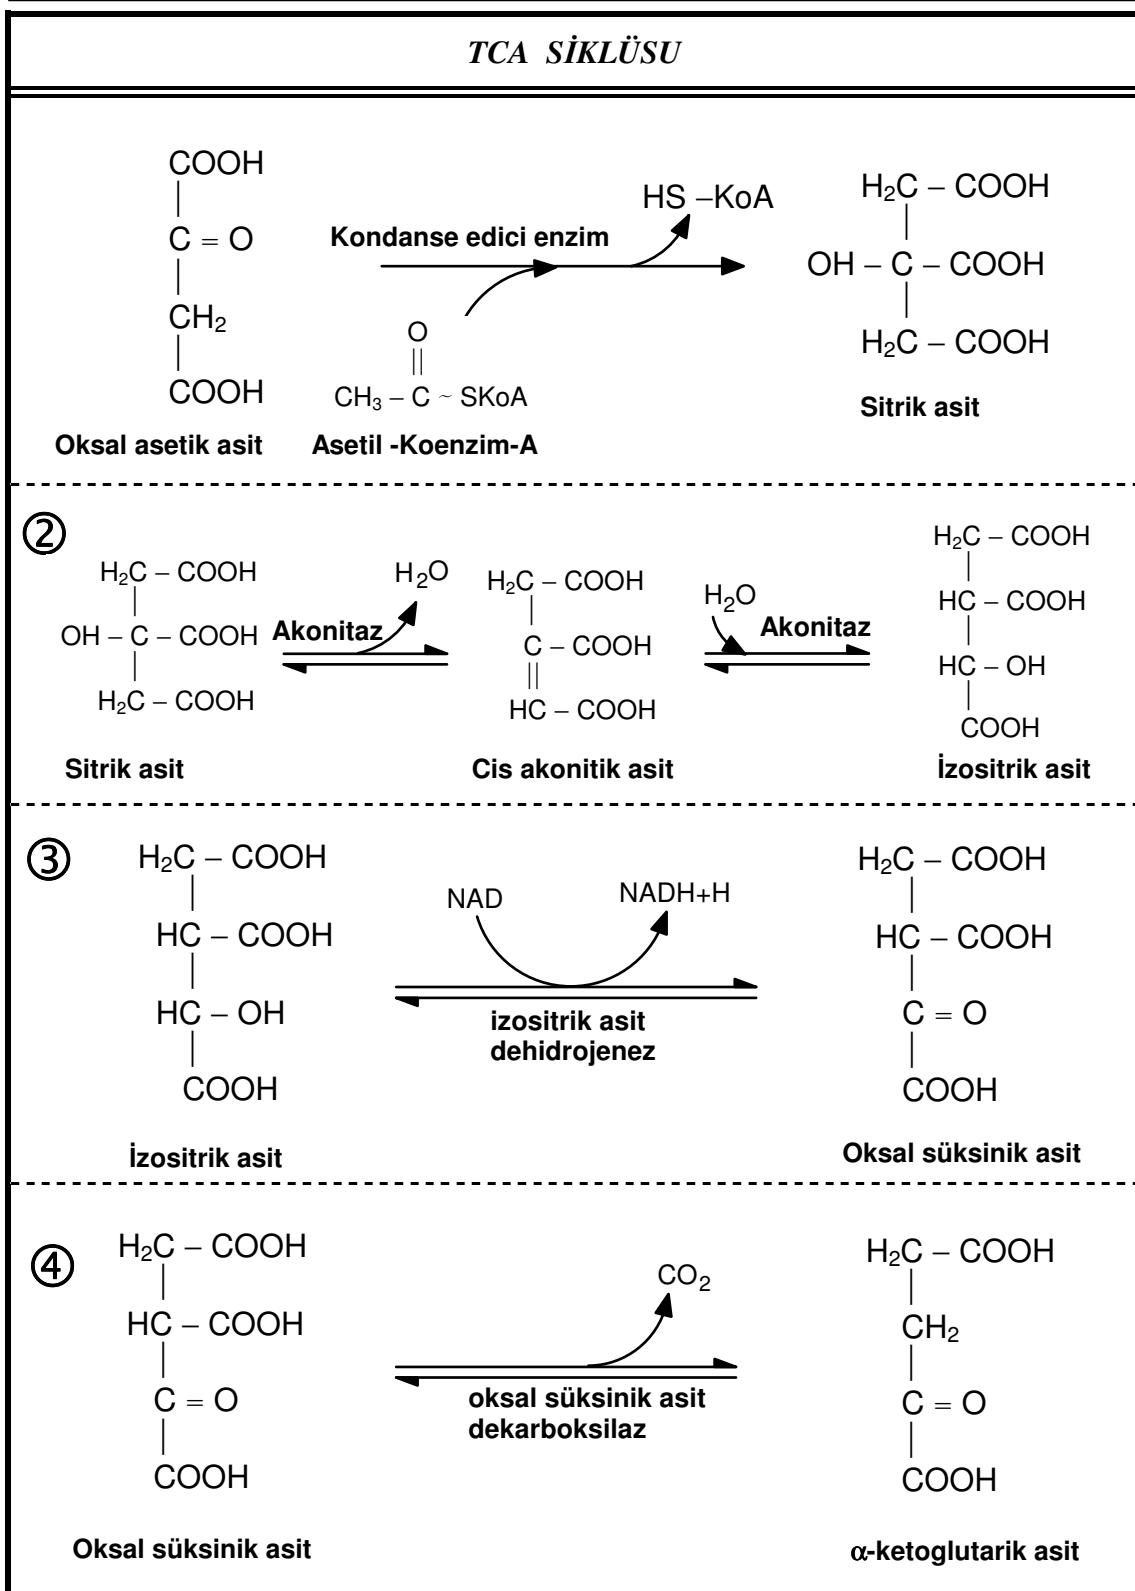 TCA SİKLÜSU
COOH
C = O
CH2
COOH
Oksal asetik asit
Kondanse edici enzim
HS –KoA
O
CH3 – C ~ SKoA
Asetil -Koenzim-A
H2C – COOH
OH – C – COOH
H2C – COOH
Sitrik asit
②
H2C – COOH
OH – C – COOH
H2C – COOH
Sitrik asit
Akonitaz
H2O
H2C – COOH
C – COOH
HC – COOH
Cis akonitik asit
H2O
Akonitaz
H2C – COOH
HC – COOH
HC – OH
COOH
İzositrik asit
③
H2C – COOH
HC – COOH
HC – OH
COOH
İzositrik asit
NAD
NADH+H
izositrik asit
dehidrojenez
H2C – COOH
HC – COOH
C = O
COOH
Oksal süksinik asit
④
H2C – COOH
HC – COOH
C = O
COOH
Oksal süksinik asit
CO2
oksal süksinik asit
dekarboksilaz
H2C – COOH
CH2
C = O
COOH
α-ketoglutarik asit